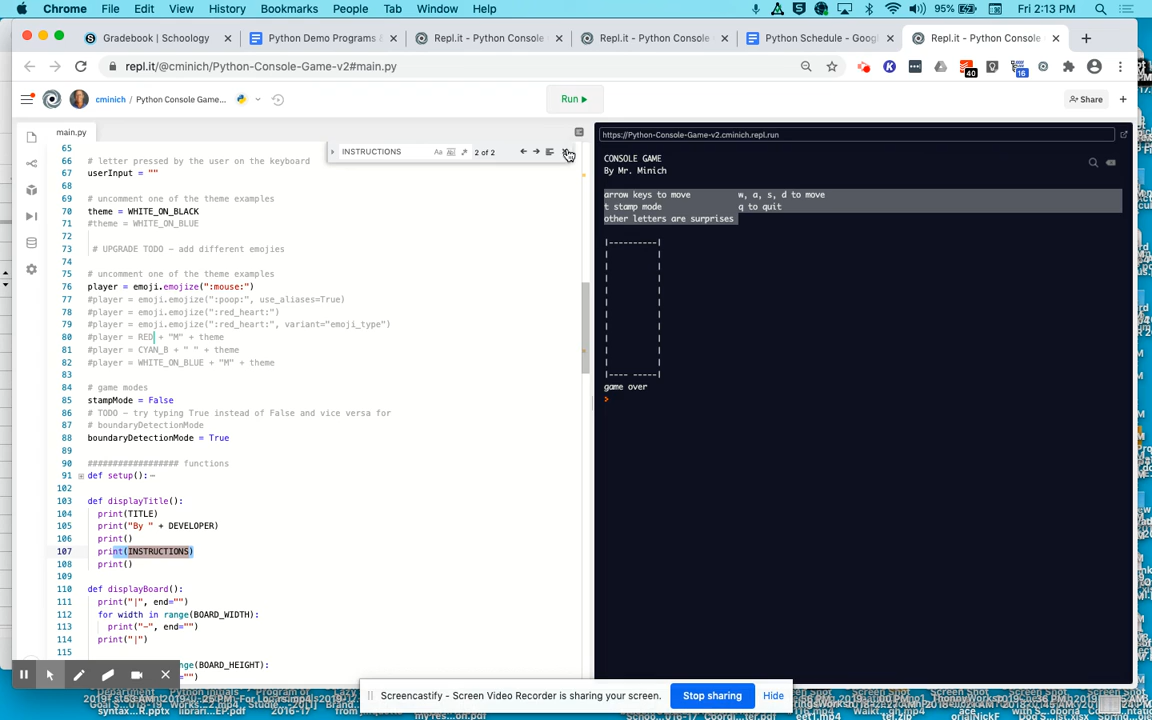 Chrome File Edit View History Bookmarks People Tab Window Help 95% Fri 2:13 PM
Gradebook | Schoology
Python Demo Programs &
Repl.it - Python Console
Repl.it - Python Console
Python Schedule - Googl
Repl.it - Python Console
repl.it/@cminich/Python-Console-Game-v2#main.py
40
16
cminich / Python Console Game...
Run
Share
main.py
https://Python-Console-Game-v2.cminich.repl.run
INSTRUCTIONS Aa 2 of 2
65
66 # letter pressed by the user on the keyboard
67 userInput = ""
68
69 # uncomment one of the theme examples
70 theme = WHITE_ON_BLACK
71 #theme = WHITE_ON_BLUE
72
73 # UPGRADE TODO - add different emojies
74
75 # uncomment one of the theme examples
76 player = emoji.emojize(":mouse:")
77 #player = emoji.emojize(":poop:", use_aliases=True)
78 #player = emoji.emojize(":red_heart:")
79 #player = emoji.emojize(":red_heart:", variant="emoji_type")
80 #player = RED + "M" + theme
81 #player = CYAN_B + " " + theme
82 #player = WHITE_ON_BLUE + "M" + theme
83
84 # game modes
85 stampMode = False
86 # TODO - try typing True instead of False and vice versa for
87 # boundaryDetectionMode
88 boundaryDetectionMode = True
89
90 ################## functions
91 def setup():
102
103 def displayTitle():
104 print(TITLE)
105 print("By " + DEVELOPER)
106 print()
107 print(INSTRUCTIONS)
108 print()
109
110 def displayBoard():
111 print("|", end="")
112 for width in range(BOARD_WIDTH):
113 print("-", end="")
114 print("|")
115
range(BOARD_HEIGHT):
CONSOLE GAME
By Mr. Minich
arrow keys to move w, a, s, d to move
t stamp mode q to quit
other letters are surprises
|----------|
| |
| |
| |
| |
| |
| |
| |
| |
| |
| |
|---- -----|
game over
>
Screencastify - Screen Video Recorder is sharing your screen.
Stop sharing
Hide